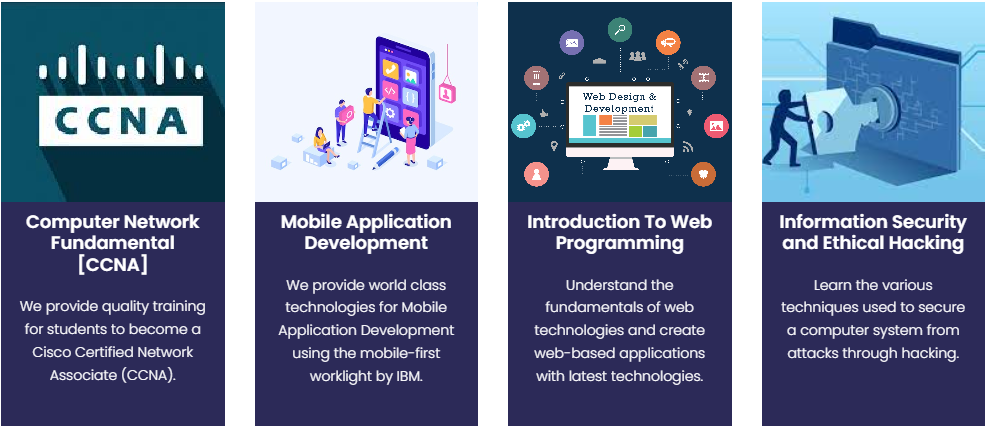 CCNA
Computer Network
Fundamental
[CCNA]
We provide quality training
for students to become a
Cisco Certified Network
Associate (CCNA).
Mobile Application
Development
We provide world class
technologies for Mobile
Application Development
using the mobile-first
worklight by IBM.
Web Design &
Development
Introduction To Web
Programming
Understand the
fundamentals of web
technologies and create
web-based applications
with latest technologies.
Information Security
and Ethical Hacking
Learn the various
techniques used to secure
a computer system from
attacks through hacking.